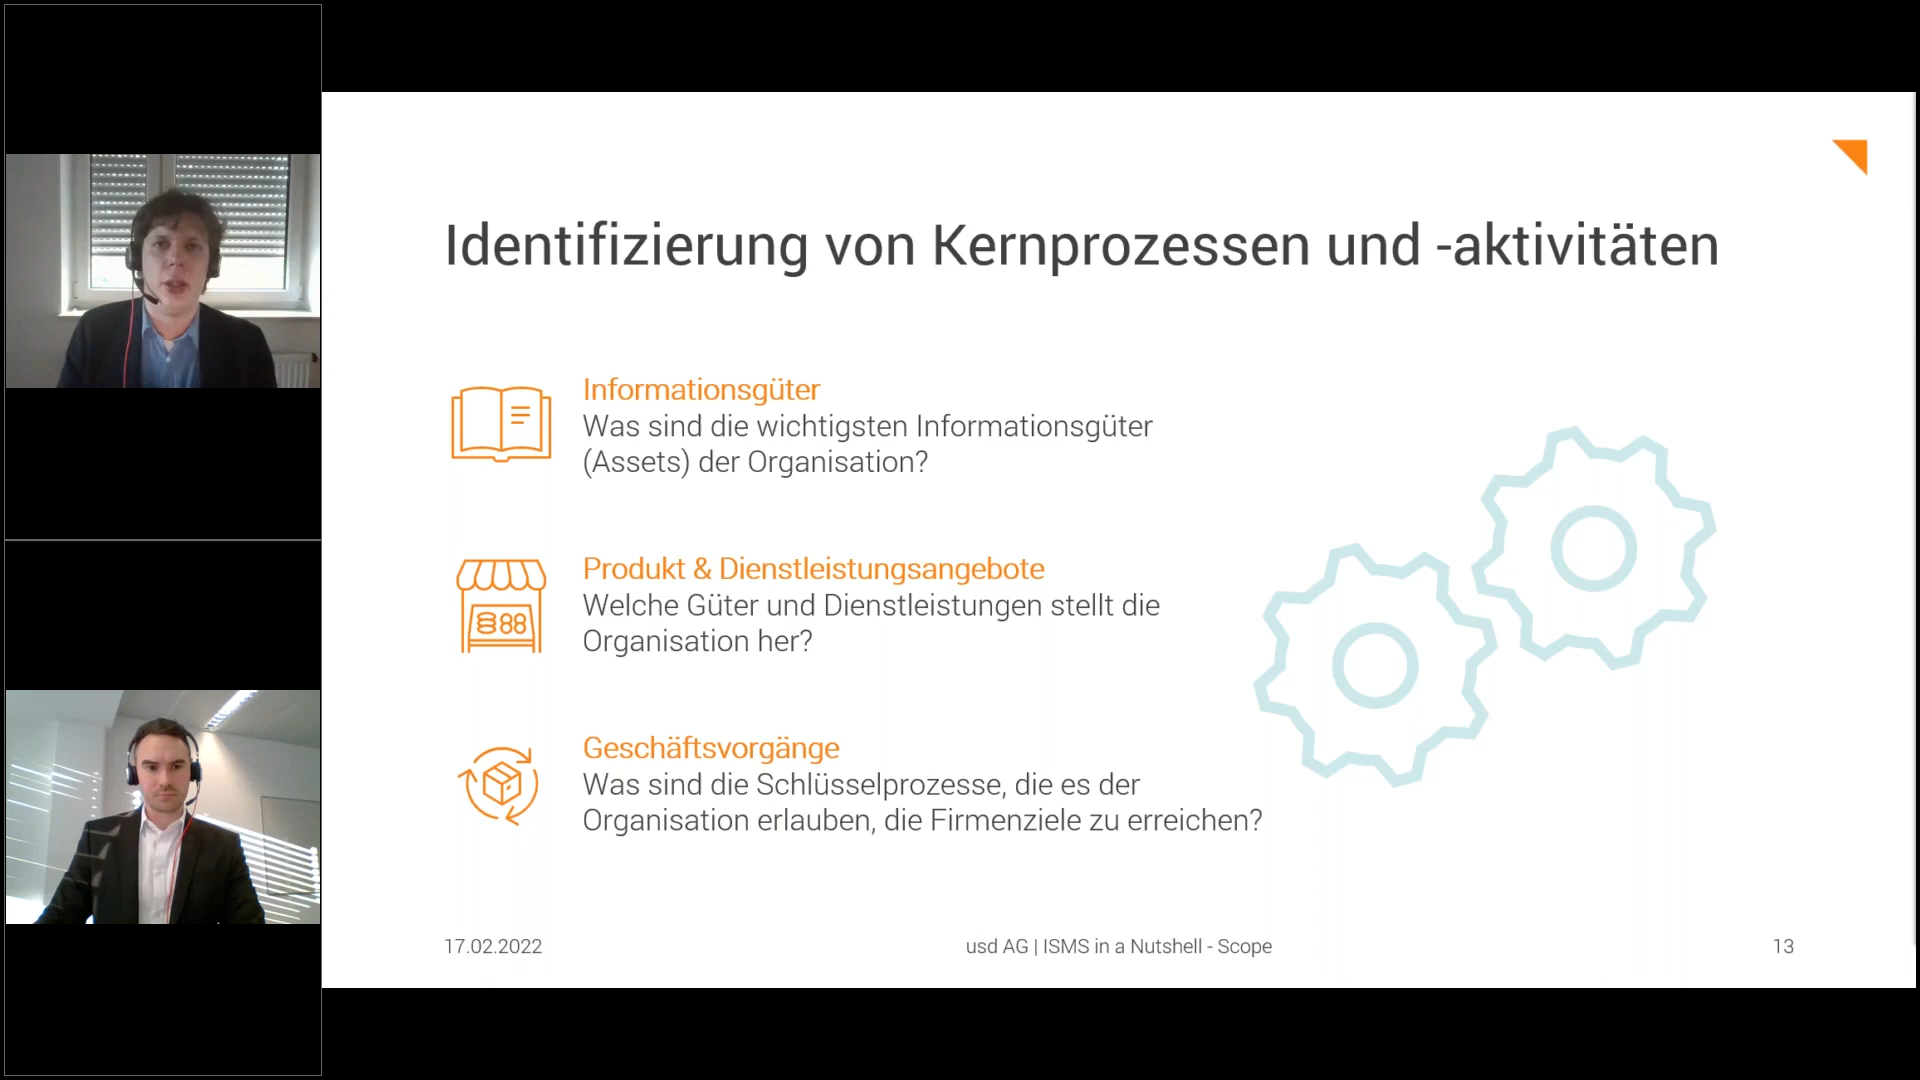 Identifizierung von Kernprozessen und -aktivitäten
Informationsgüter
Was sind die wichtigsten Informationsgüter
(Assets) der Organisation?
Produkt & Dienstleistungsangebote
Welche Güter und Dienstleistungen stellt die
Organisation her?
Geschäftsvorgänge
Was sind die Schlüsselprozesse, die es der
Organisation erlauben, die Firmenziele zu erreichen?
17.02.2022
usd AG | ISMS in a Nutshell - Scope
13